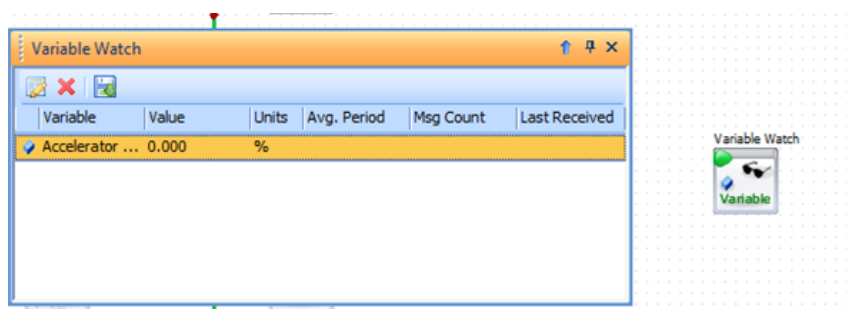 Variable Watch
Variable Value Units Avg. Period Msg Count Last Received
Accelerator ... 0.000 %
Variable Watch
Variable